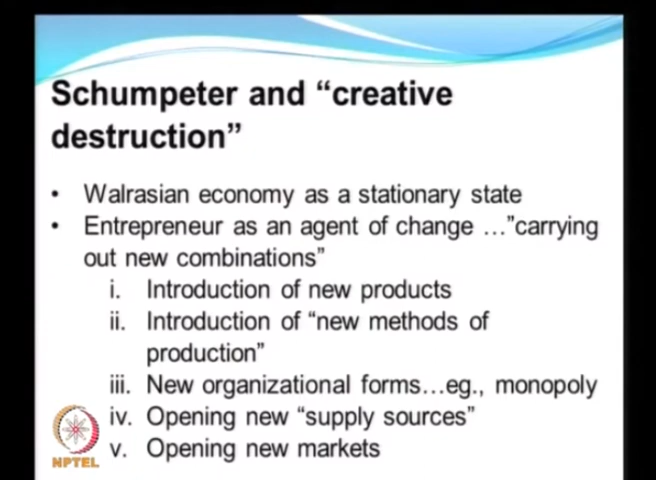 Schumpeter and “creative
destruction”
• Walrasian economy as a stationary state
• Entrepreneur as an agent of change …”carrying
out new combinations”
i. Introduction of new products
ii. Introduction of “new methods of
production”
iii. New organizational forms…eg., monopoly
iv. Opening new “supply sources”
v. Opening new markets
NPTEL